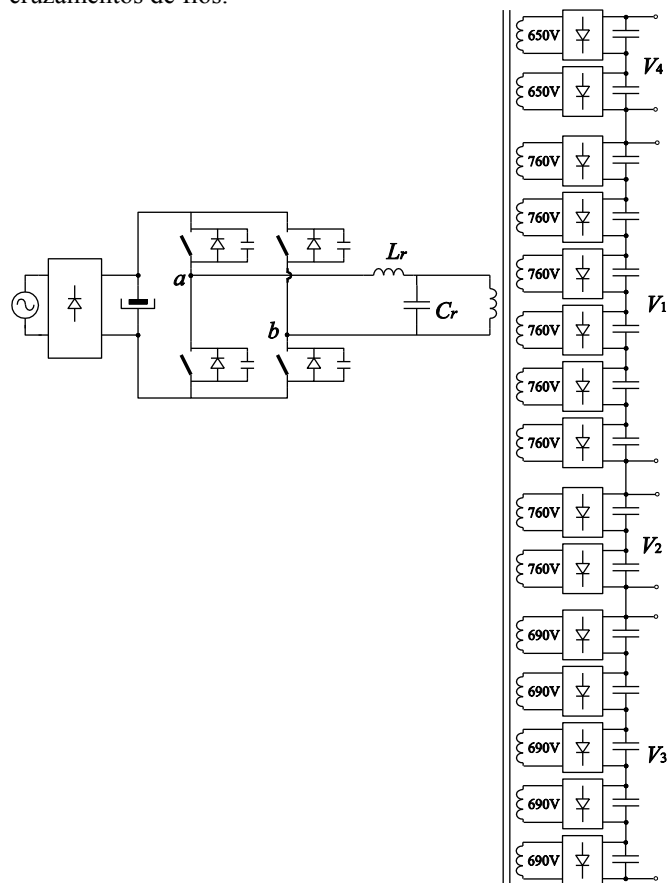 cruzamentos de fios.
650V
V4
650V
760V
760V
760V
V1
760V
760V
760V
760V
V2
760V
690V
690V
690V
V3
690V
690V
a
b
Lr
Cr